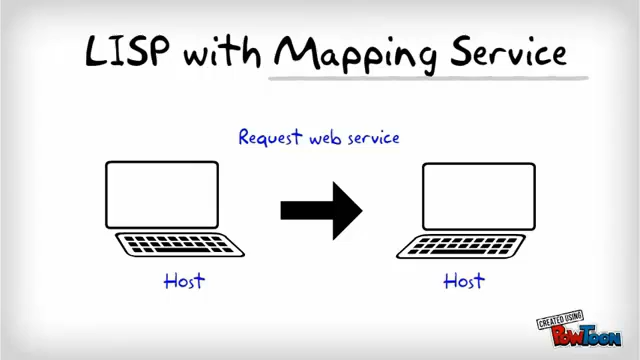 LISP with Mapping Service
Request web service
Host
Host
CREATED USING
POWTOON